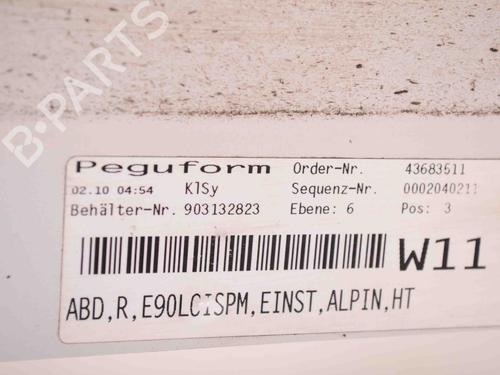 B-PARTS
Peguform Order-Nr. 43683511
02.10 04:54 KlSy Sequenz-Nr. 0002040211
Behälter-Nr. 903132823 Ebene: 6 Pos: 3
W11
ABD,R,E90LCISPM,EINST,ALPIN,HT